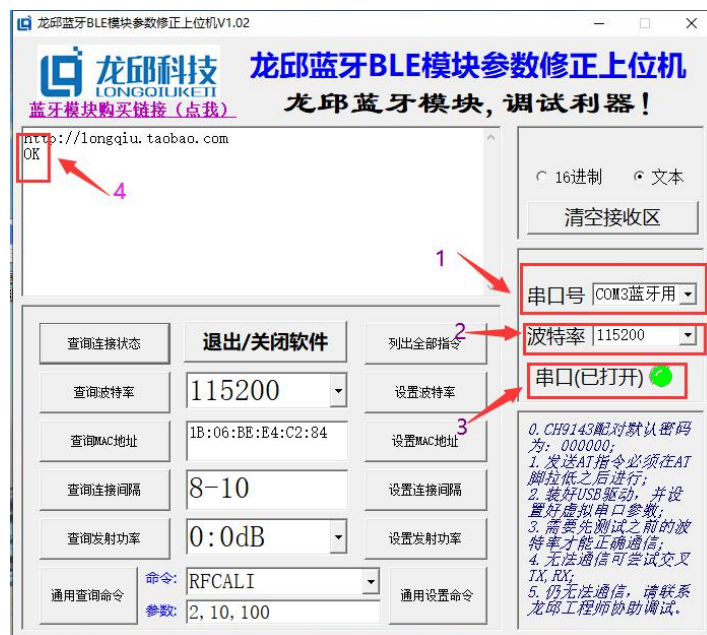 龙邱蓝牙BLE模块参数修正上位机V1.02
龙邱科技
LONGQIUKEJI
龙邱蓝牙BLE模块参数修正上位机
蓝牙模块购买链接（点我）
龙邱蓝牙模块，调试利器！
http://longqiu.taobao.com
OK
4
16进制
文本
清空接收区
1
串口号
COM3蓝牙用
2
波特率
115200
3
串口(已打开)
查询连接状态
退出/关闭软件
列出全部指令
查询波特率
115200
设置波特率
查询MAC地址
1B:06:BE:E4:C2:84
设置MAC地址
查询连接间隔
8-10
设置连接间隔
查询发射功率
0:0dB
设置发射功率
通用查询命令
命令:
RFCALI
参数:
2,10,100
通用设置命令
0.CH9143配对默认密码
为：000000;
1.发送AT指令必须在AT
脚拉低之后进行;
2.装好USB驱动，并设
置好虚拟串口参数;
3.需要先测试之前的波
特率才能正确通信;
4.无法通信可尝试交叉
TX,RX;
5.仍无法通信，请联系
龙邱工程师协助调试.